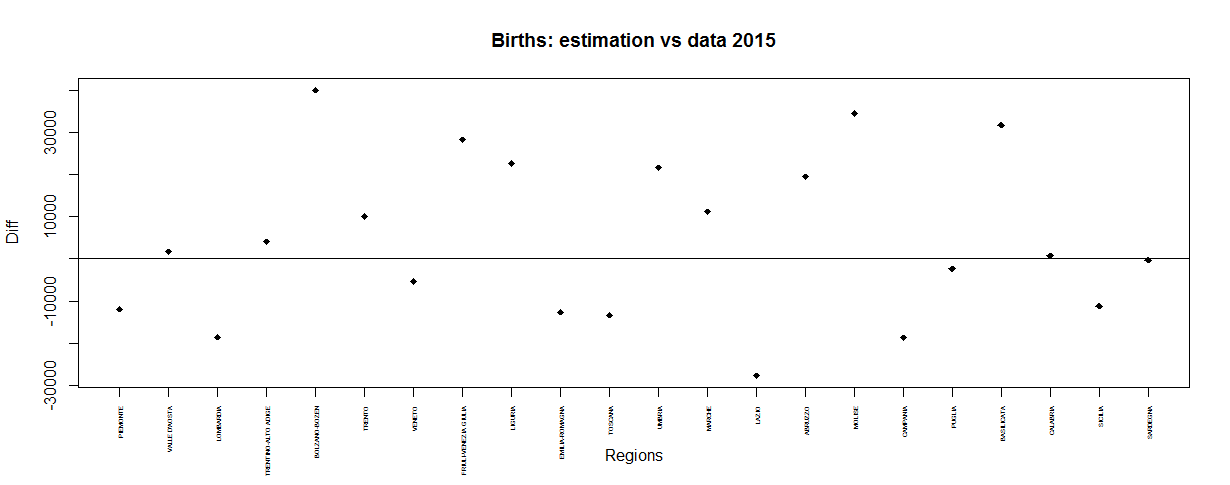 Births: estimation vs data 2015
Diff
30000
10000
-10000
-30000
PIEMONTE
VALLE D'AOSTA
LOMBARDIA
TRENTINO-ALTO ADIGE
BOLZANO-BOZEN
TRENTO
VENETO
FRIULI-VENEZIA GIULIA
LIGURIA
EMILIA-ROMAGNA
TOSCANA
UMBRIA
MARCHE
LAZIO
ABRUZZO
MOLISE
CAMPANIA
PUGLIA
BASILICATA
CALABRIA
SICILIA
SARDEGNA
Regions